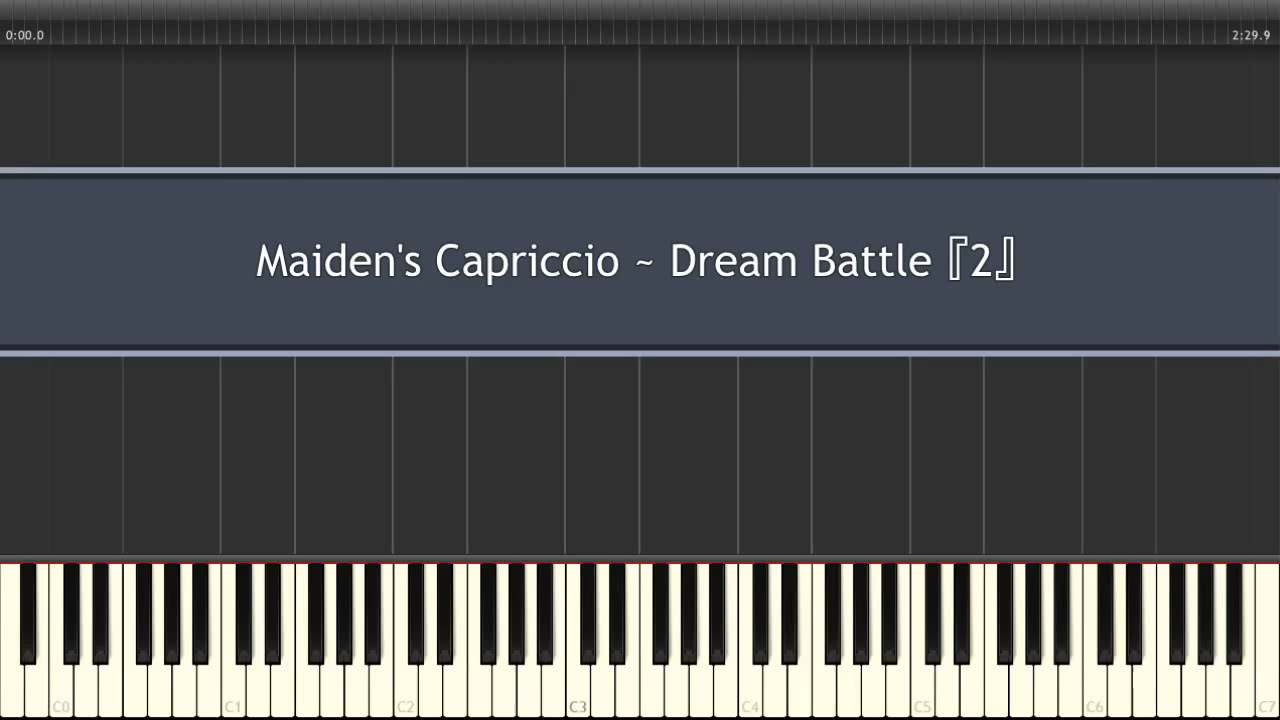 0:00.0 2:29.9
Maiden's Capriccio ~ Dream Battle『2』
C0 C1 C2 C3 C4 C5 C6 C7